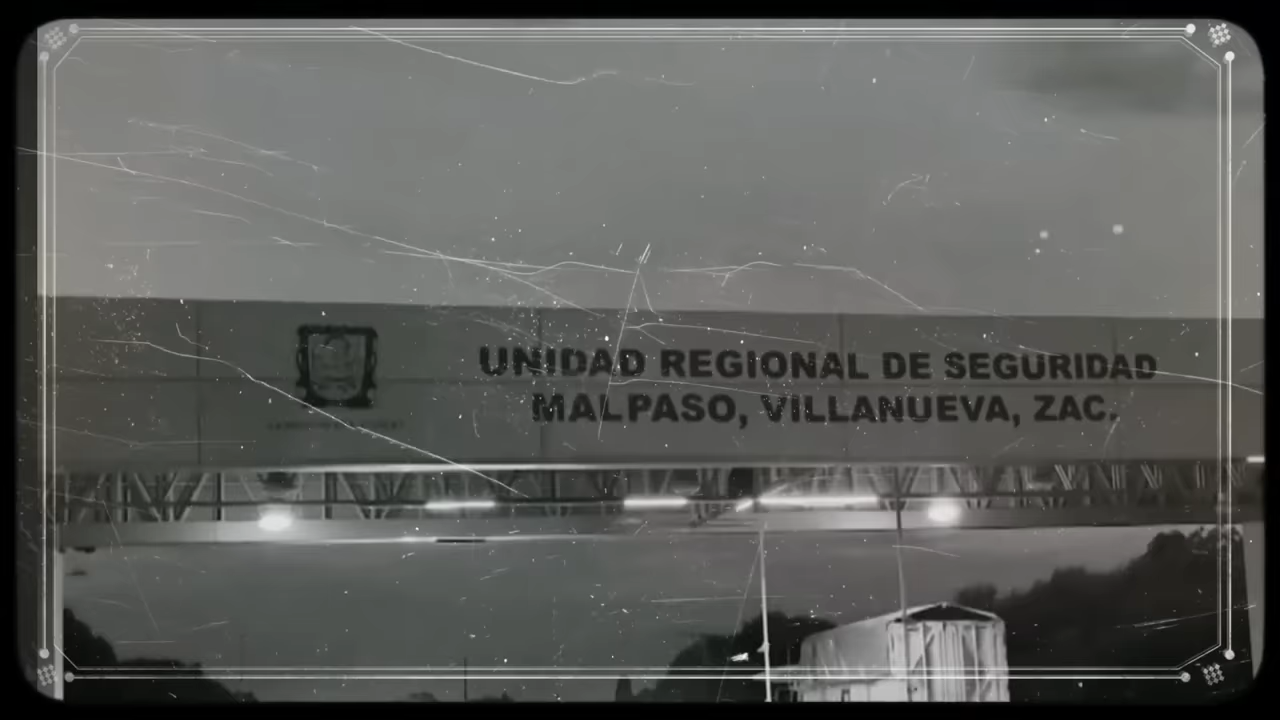 UNIDAD REGIONAL DE SEGURIDAD
MALPASO, VILLANUEVA, ZAC.